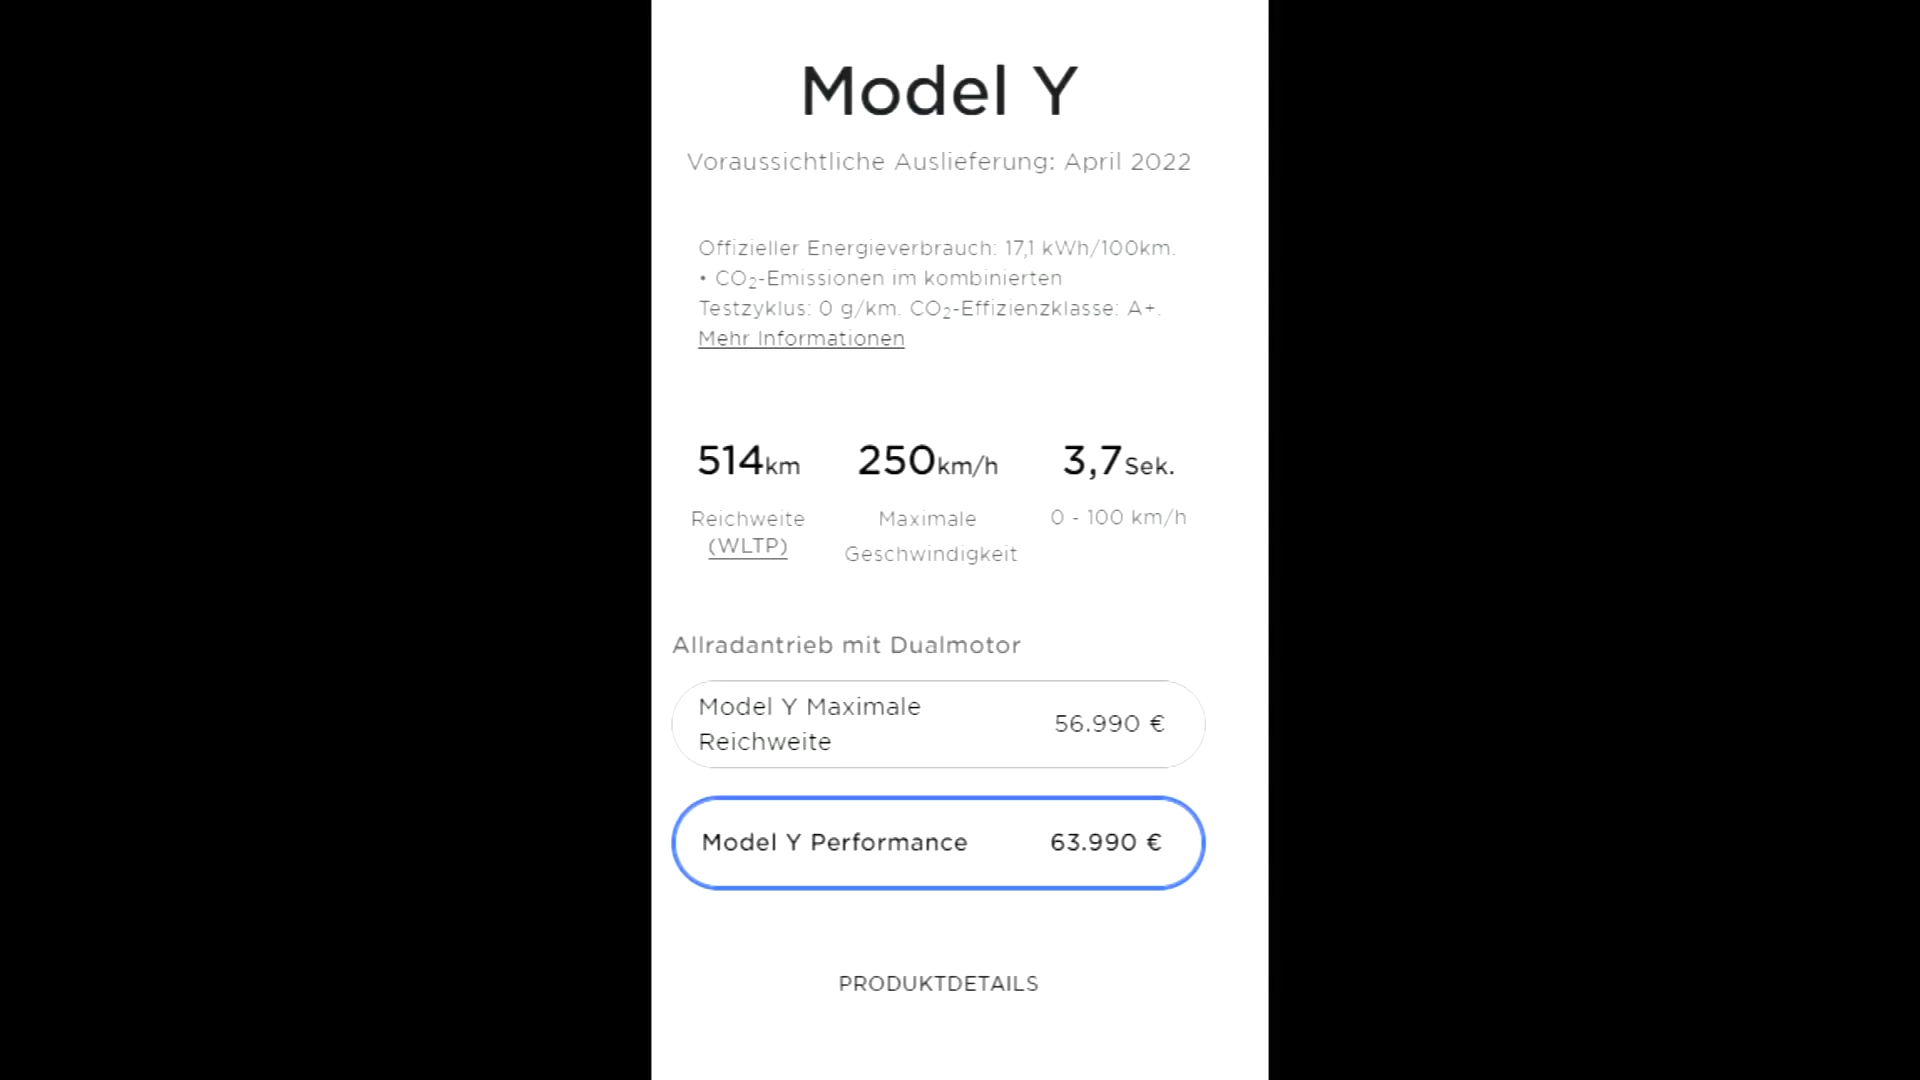 Model Y
Voraussichtliche Auslieferung: April 2022
Offizieller Energieverbrauch: 17,1 kWh/100km.
• CO₂-Emissionen im kombinierten
Testzyklus: 0 g/km. CO₂-Effizienzklasse: A+.
Mehr Informationen
514km 250km/h 3,7Sek.
Reichweite Maximale 0 - 100 km/h
(WLTP) Geschwindigkeit
Allradantrieb mit Dualmotor
Model Y Maximale
Reichweite 56.990 €
Model Y Performance 63.990 €
PRODUKTDETAILS